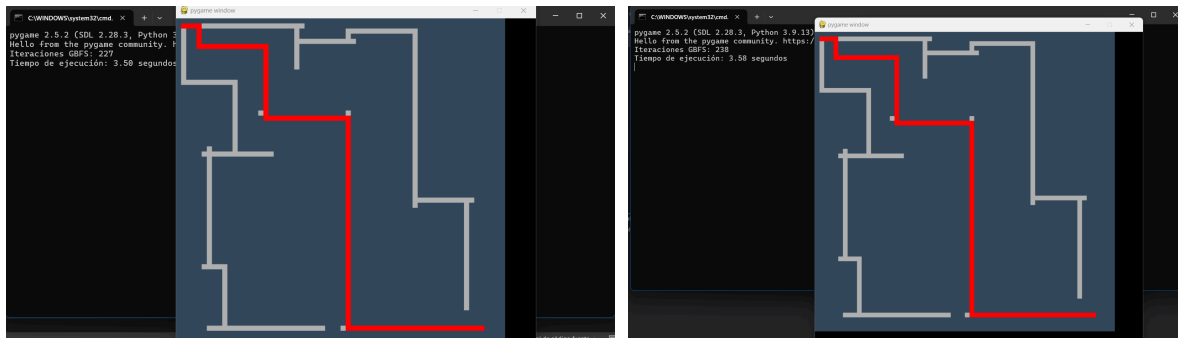 C:\WINDOWS\system32\cmd.
pygame window
pygame 2.5.2 (SDL 2.28.3, Python 3
Hello from the pygame community.
Iteraciones GBFS: 227
Tiempo de ejecución: 3.50 segundos
C:\WINDOWS\system32\cmd.
pygame window
pygame 2.5.2 (SDL 2.28.3, Python 3.9.13)
Hello from the pygame community. https:/
Iteraciones GBFS: 238
Tiempo de ejecución: 3.58 segundos